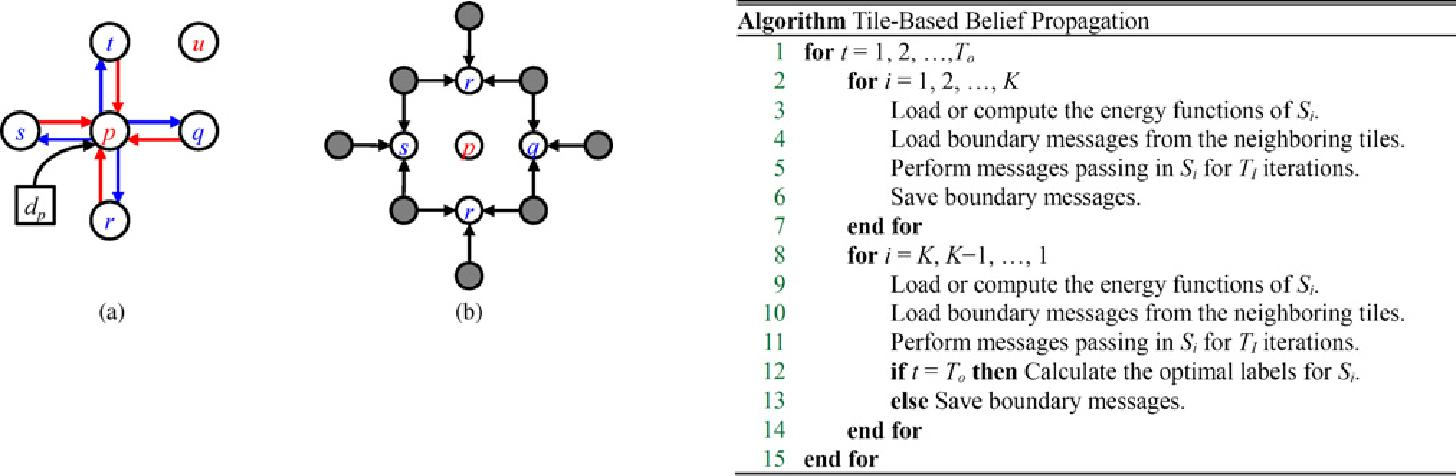 t
u
s
p
q
d_p
r
(a)
r
s
p
q
r
(b)
Algorithm Tile-Based Belief Propagation
1 for t = 1, 2, …,T_o
2 for i = 1, 2, …, K
3 Load or compute the energy functions of S_i.
4 Load boundary messages from the neighboring tiles.
5 Perform messages passing in S_i for T_I iterations.
6 Save boundary messages.
7 end for
8 for i = K, K−1, …, 1
9 Load or compute the energy functions of S_i.
10 Load boundary messages from the neighboring tiles.
11 Perform messages passing in S_i for T_I iterations.
12 if t = T_o then Calculate the optimal labels for S_i.
13 else Save boundary messages.
14 end for
15 end for